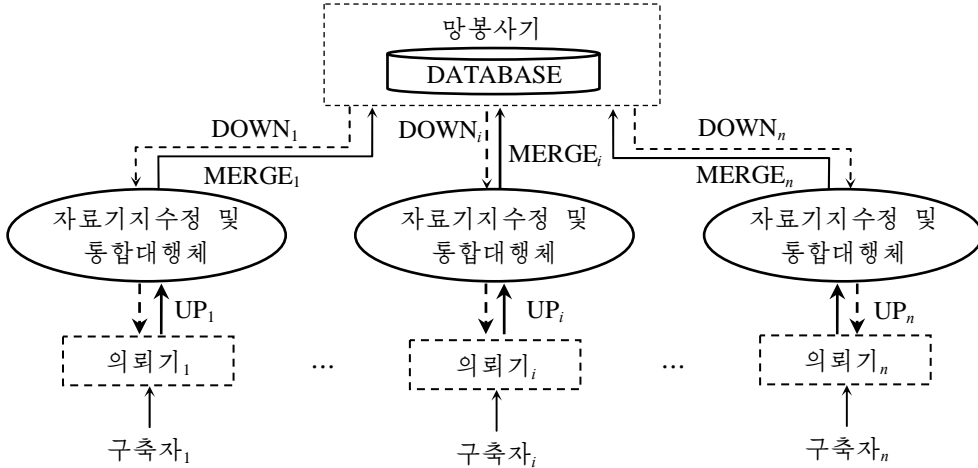 망봉사기
DATABASE
DOWN₁
DOWNᵢ
DOWNₙ
MERGE₁
MERGEᵢ
MERGEₙ
자료기지수정 및
통합대행체
자료기지수정 및
통합대행체
자료기지수정 및
통합대행체
UP₁
UPᵢ
UPₙ
의뢰기₁
...
의뢰기ᵢ
...
의뢰기ₙ
구축자₁
구축자ᵢ
구축자ₙ